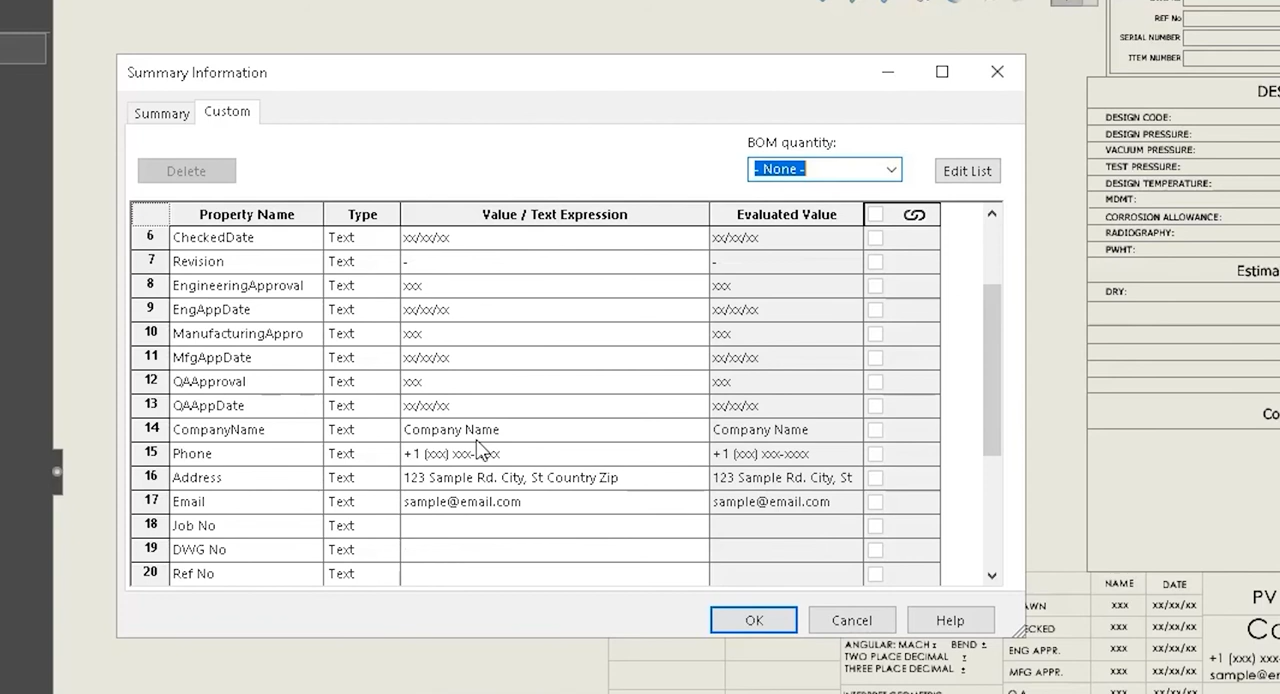 REF No
SERIAL NUMBER
ITEM NUMBER
Summary Information
Summary
Custom
BOM quantity:
Delete
- None -
Edit List
Property Name Type Value / Text Expression Evaluated Value
6 CheckedDate Text xx/xx/xx xx/xx/xx
7 Revision Text - -
8 EngineeringApproval Text xxx xxx
9 EngAppDate Text xx/xx/xx xx/xx/xx
10 ManufacturingAppro Text xxx xxx
11 MfgAppDate Text xx/xx/xx xx/xx/xx
12 QAApproval Text xxx xxx
13 QAAppDate Text xx/xx/xx xx/xx/xx
14 CompanyName Text Company Name Company Name
15 Phone Text +1 (xxx) xxx-xxxx +1 (xxx) xxx-xxxx
16 Address Text 123 Sample Rd. City, St Country Zip 123 Sample Rd. City, St
17 Email Text sample@email.com sample@email.com
18 Job No Text
19 DWG No Text
20 Ref No Text
OK Cancel Help
DES
DESIGN CODE:
DESIGN PRESSURE:
VACUUM PRESSURE:
TEST PRESSURE:
DESIGN TEMPERATURE:
MDMT:
CORROSION ALLOWANCE:
RADIOGRAPHY:
PWHT:
Estima
DRY:
Co
NAME DATE
AWN xxx xx/xx/xx
ECKED xxx xx/xx/xx
ENG APPR. xxx xx/xx/xx
MFG APPR. xxx xx/xx/xx
PV
Co
+1 (xxx) xxx-
sample@em
ANGULAR: MACH ± BEND ±
TWO PLACE DECIMAL ±
THREE PLACE DECIMAL ±